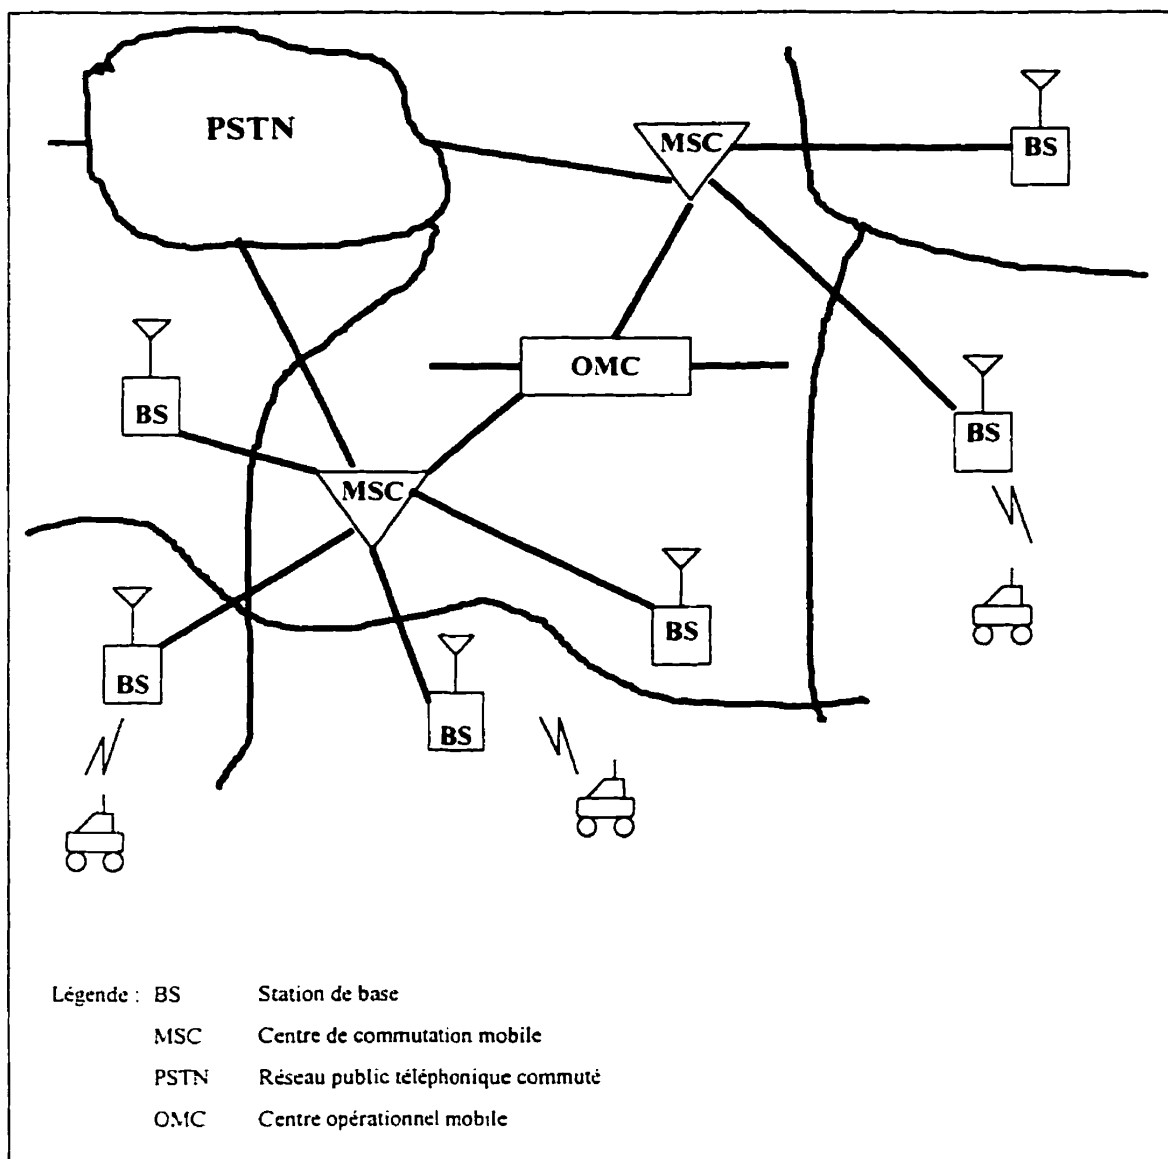 PSTN
MSC
BS
OMC
BS
BS
MSC
BS
BS
BS
Légende : BS Station de base
MSC Centre de commutation mobile
PSTN Réseau public téléphonique commuté
OMC Centre opérationnel mobile